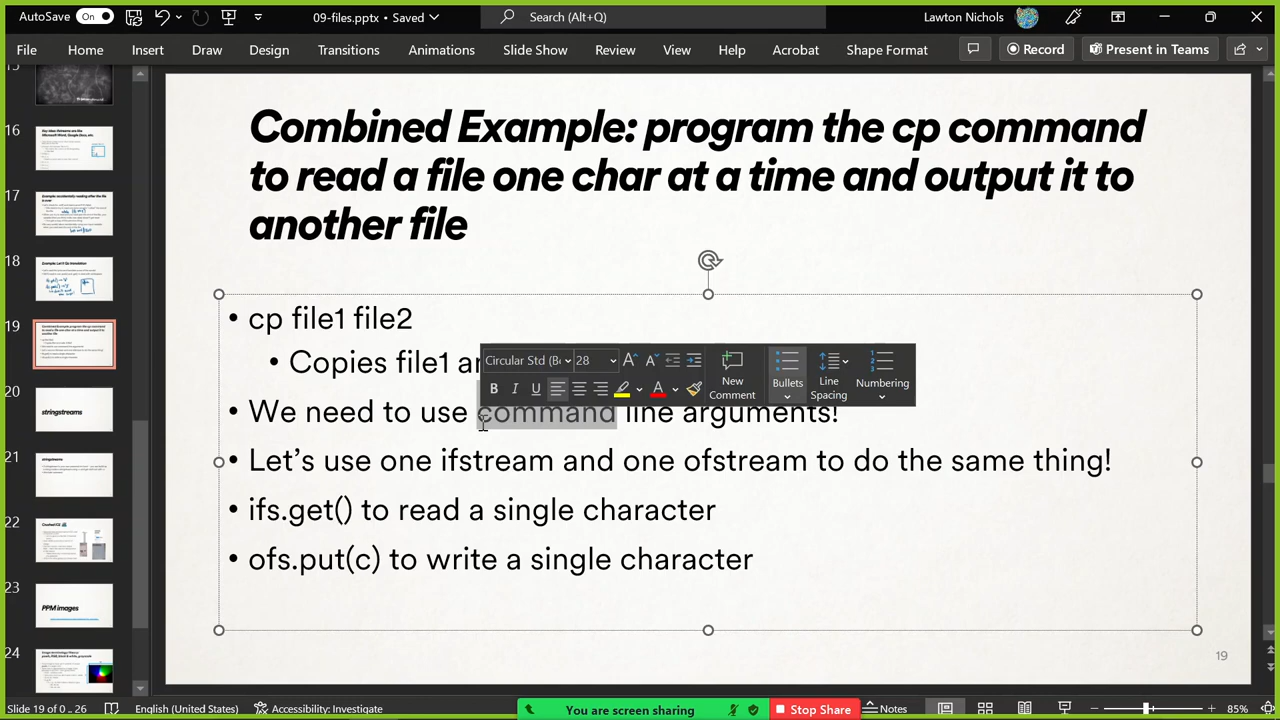 AutoSave On 09-files.pptx • Saved Search (Alt+Q) Lawton Nichols
File Home Insert Draw Design Transitions Animations Slide Show Review View Help Acrobat Shape Format Record Present in Teams
15
16
17
18
19
20
stringstreams
21
stringstreams
22
23
PPM images
24
Combined Example: program the cp command
to read a file one char at a time and output it to
another file
• cp file1 file2
• Copies file1 a
Circular Std (B 28
B I U
New
Comment
Bullets
Line
Spacing
Numbering
• We need to use command line arguments!
• Let's use one ifstream and one ofstream to do the same thing!
• ifs.get() to read a single character
• ofs.put(c) to write a single character
19
Slide 19 of 0 .. 26 English (United States) Accessibility: Investigate You are screen sharing Stop Share Notes 85%